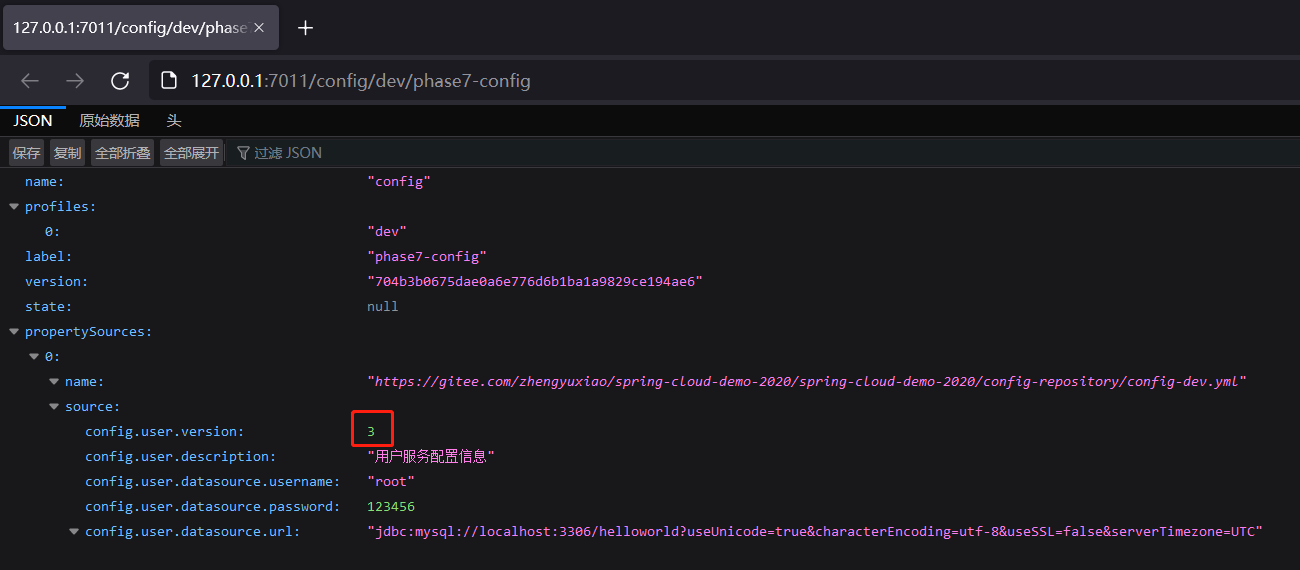 127.0.0.1:7011/config/dev/phase
127.0.0.1:7011/config/dev/phase7-config
JSON 原始数据 头
保存 复制 全部折叠 全部展开 过滤 JSON
name: "config"
profiles:
0: "dev"
label: "phase7-config"
version: "704b3b0675dae0a6e776d6b1ba1a9829ce194ae6"
state: null
propertySources:
0:
name: "https://gitee.com/zhengyuxiao/spring-cloud-demo-2020/spring-cloud-demo-2020/config-repository/config-dev.yml"
source:
config.user.version: 3
config.user.description: "用户服务配置信息"
config.user.datasource.username: "root"
config.user.datasource.password: 123456
config.user.datasource.url: "jdbc:mysql://localhost:3306/helloworld?useUnicode=true&characterEncoding=utf-8&useSSL=false&serverTimezone=UTC"